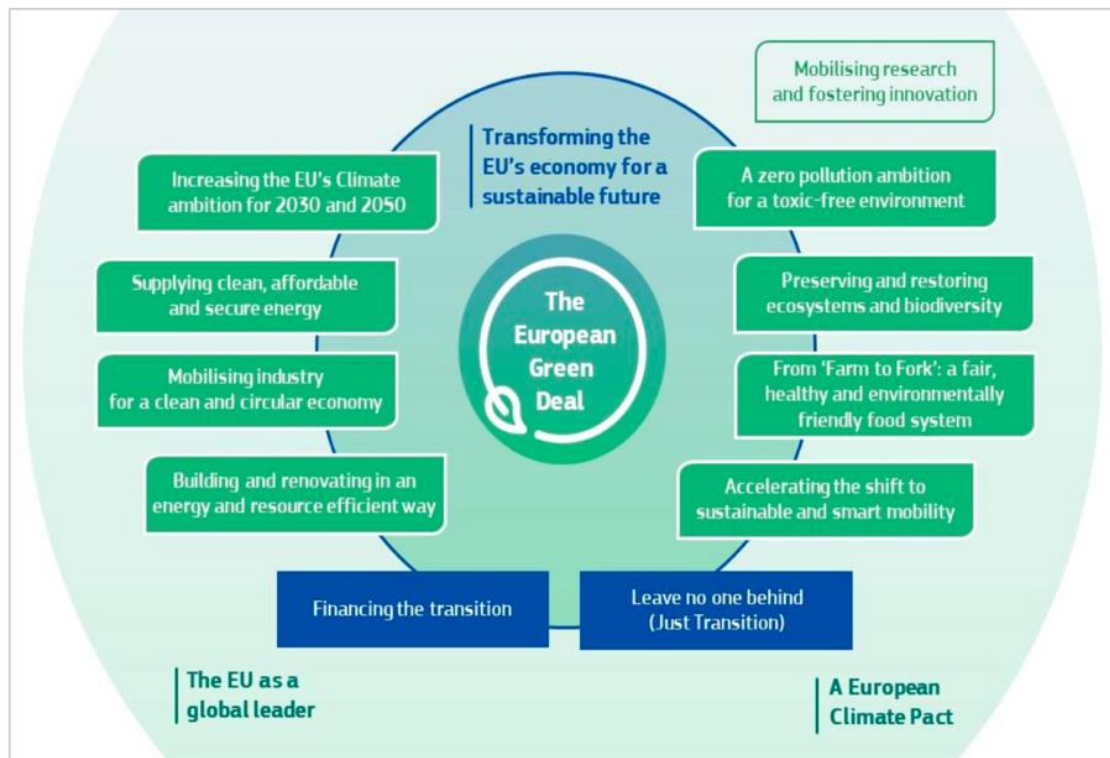 Mobilising research
and fostering innovation
Transforming the
EU's economy for a
sustainable future
Increasing the EU's Climate
ambition for 2030 and 2050
A zero pollution ambition
for a toxic-free environment
Supplying clean, affordable
and secure energy
Preserving and restoring
ecosystems and biodiversity
The
European
Green
Deal
Mobilising industry
for a clean and circular economy
From 'Farm to Fork': a fair,
healthy and environmentally
friendly food system
Building and renovating in an
energy and resource efficient way
Accelerating the shift to
sustainable and smart mobility
Financing the transition
Leave no one behind
(Just Transition)
The EU as a
global leader
A European
Climate Pact